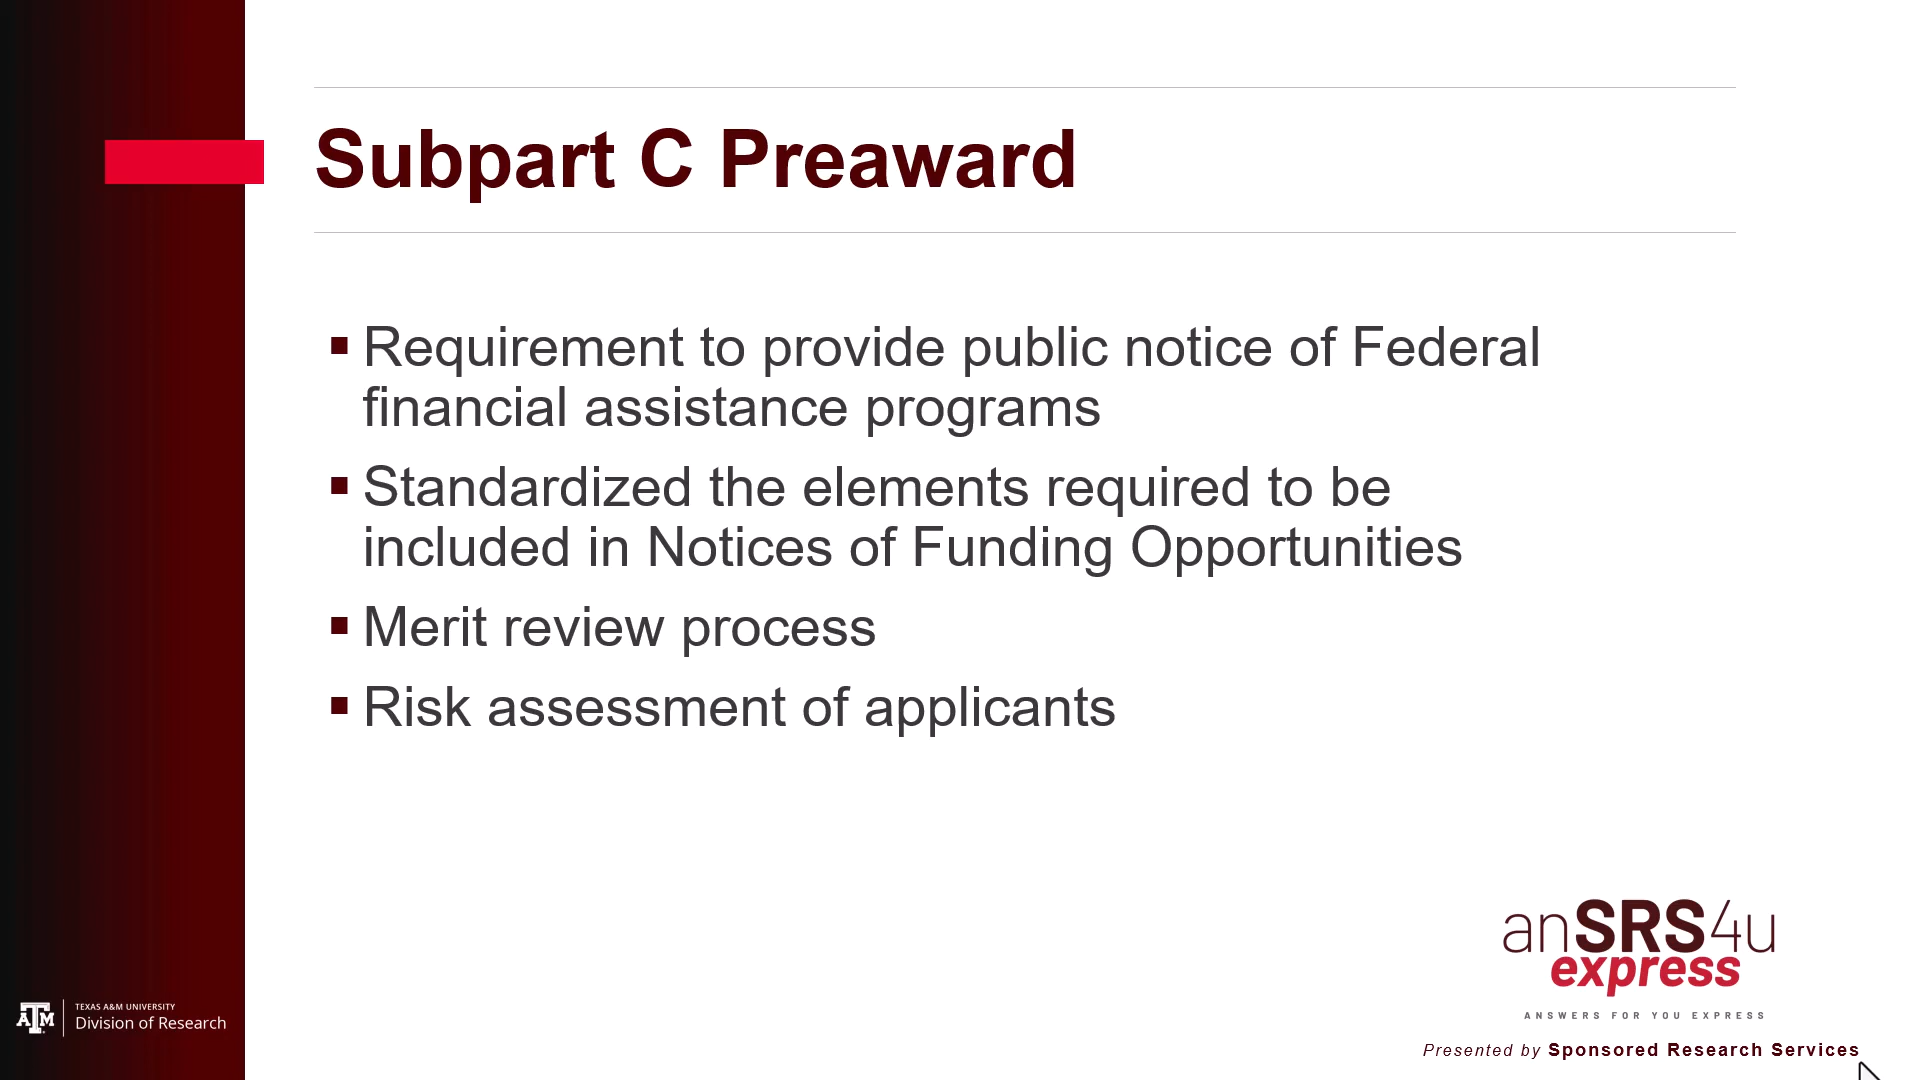 Subpart C Preaward
▪ Requirement to provide public notice of Federal
financial assistance programs
▪ Standardized the elements required to be
included in Notices of Funding Opportunities
▪ Merit review process
▪ Risk assessment of applicants
anSRS4u
express
ANSWERS FOR YOU EXPRESS
Presented by Sponsored Research Services
ATM
TEXAS A&M UNIVERSITY
Division of Research